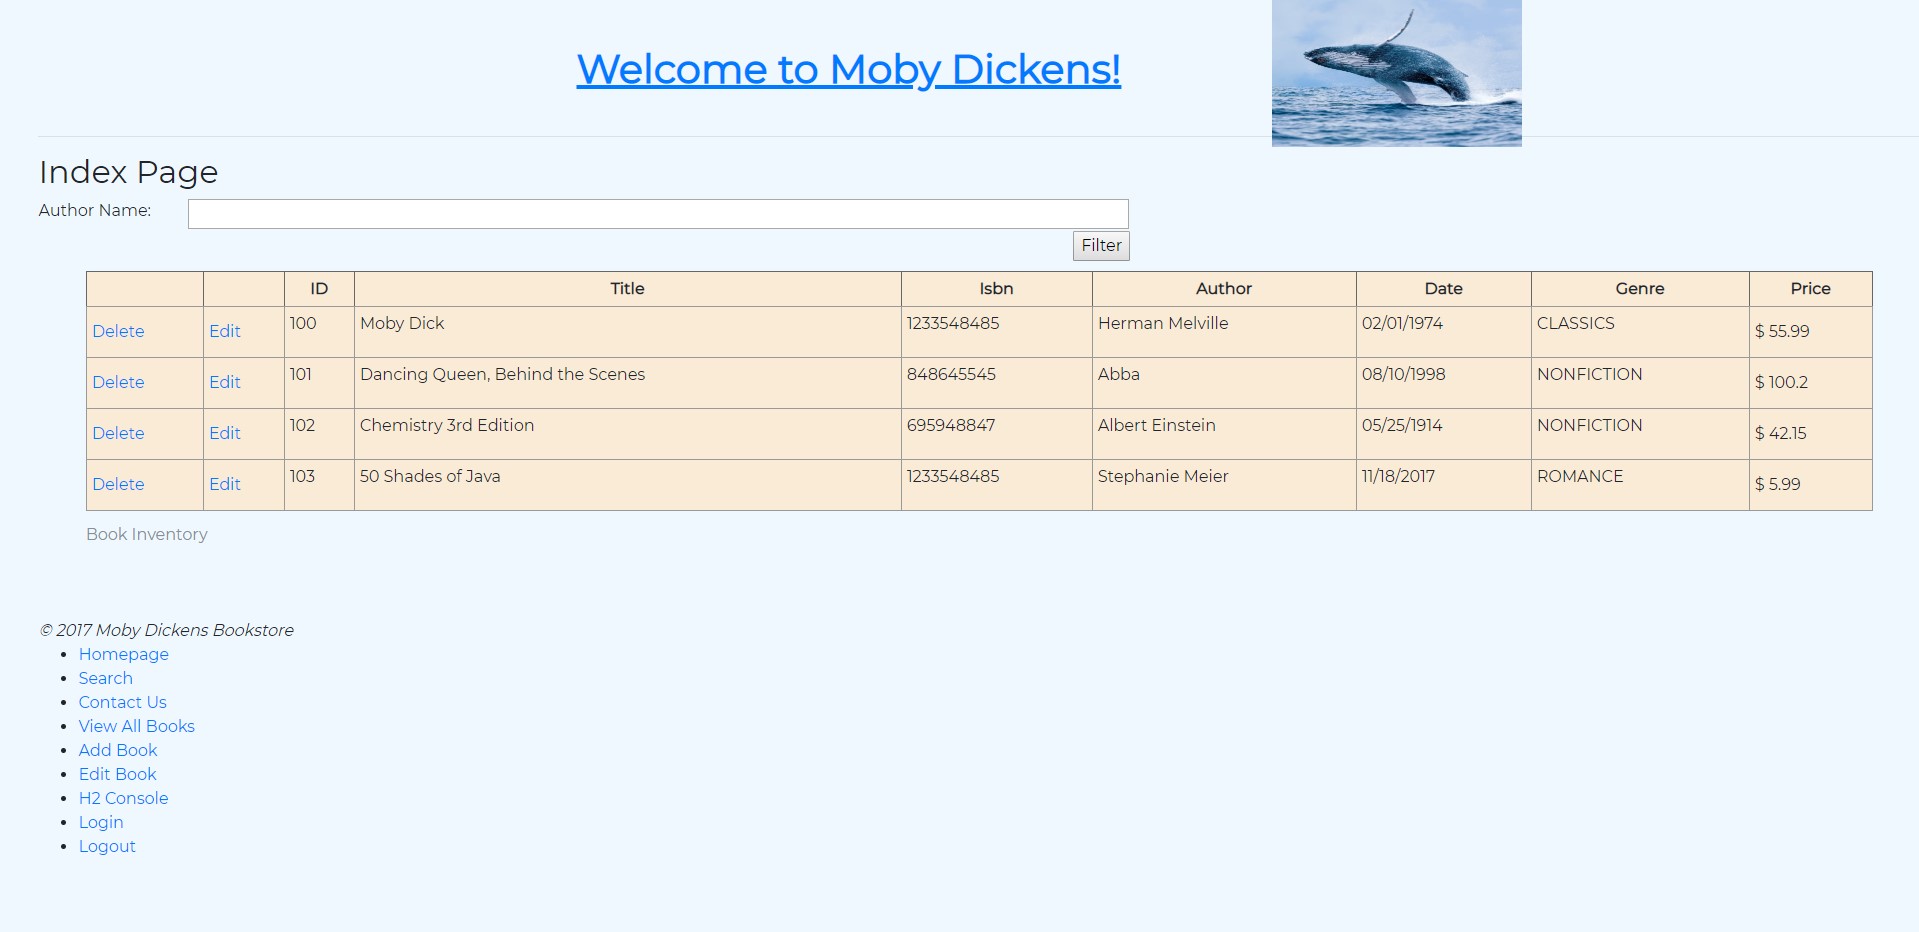 Welcome to Moby Dickens!
Index Page
Author Name:
Filter
ID Title Isbn Author Date Genre Price
Delete Edit 100 Moby Dick 1233548485 Herman Melville 02/01/1974 CLASSICS $ 55.99
Delete Edit 101 Dancing Queen, Behind the Scenes 848645545 Abba 08/10/1998 NONFICTION $ 100.2
Delete Edit 102 Chemistry 3rd Edition 695948847 Albert Einstein 05/25/1914 NONFICTION $ 42.15
Delete Edit 103 50 Shades of Java 1233548485 Stephanie Meier 11/18/2017 ROMANCE $ 5.99
Book Inventory
© 2017 Moby Dickens Bookstore
• Homepage
• Search
• Contact Us
• View All Books
• Add Book
• Edit Book
• H2 Console
• Login
• Logout